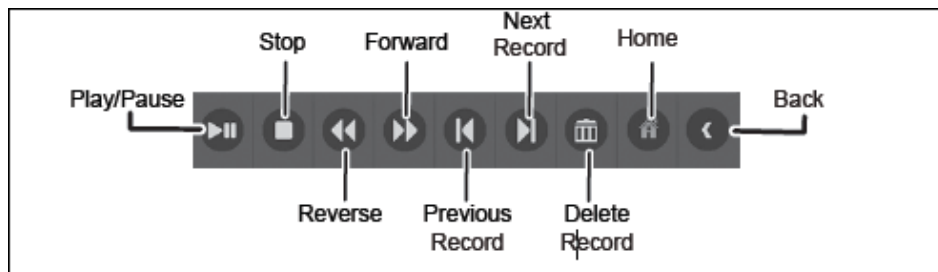 Stop
Forward
Next
Record
Home
Play/Pause
Back
Reverse
Previous
Record
Delete
Record